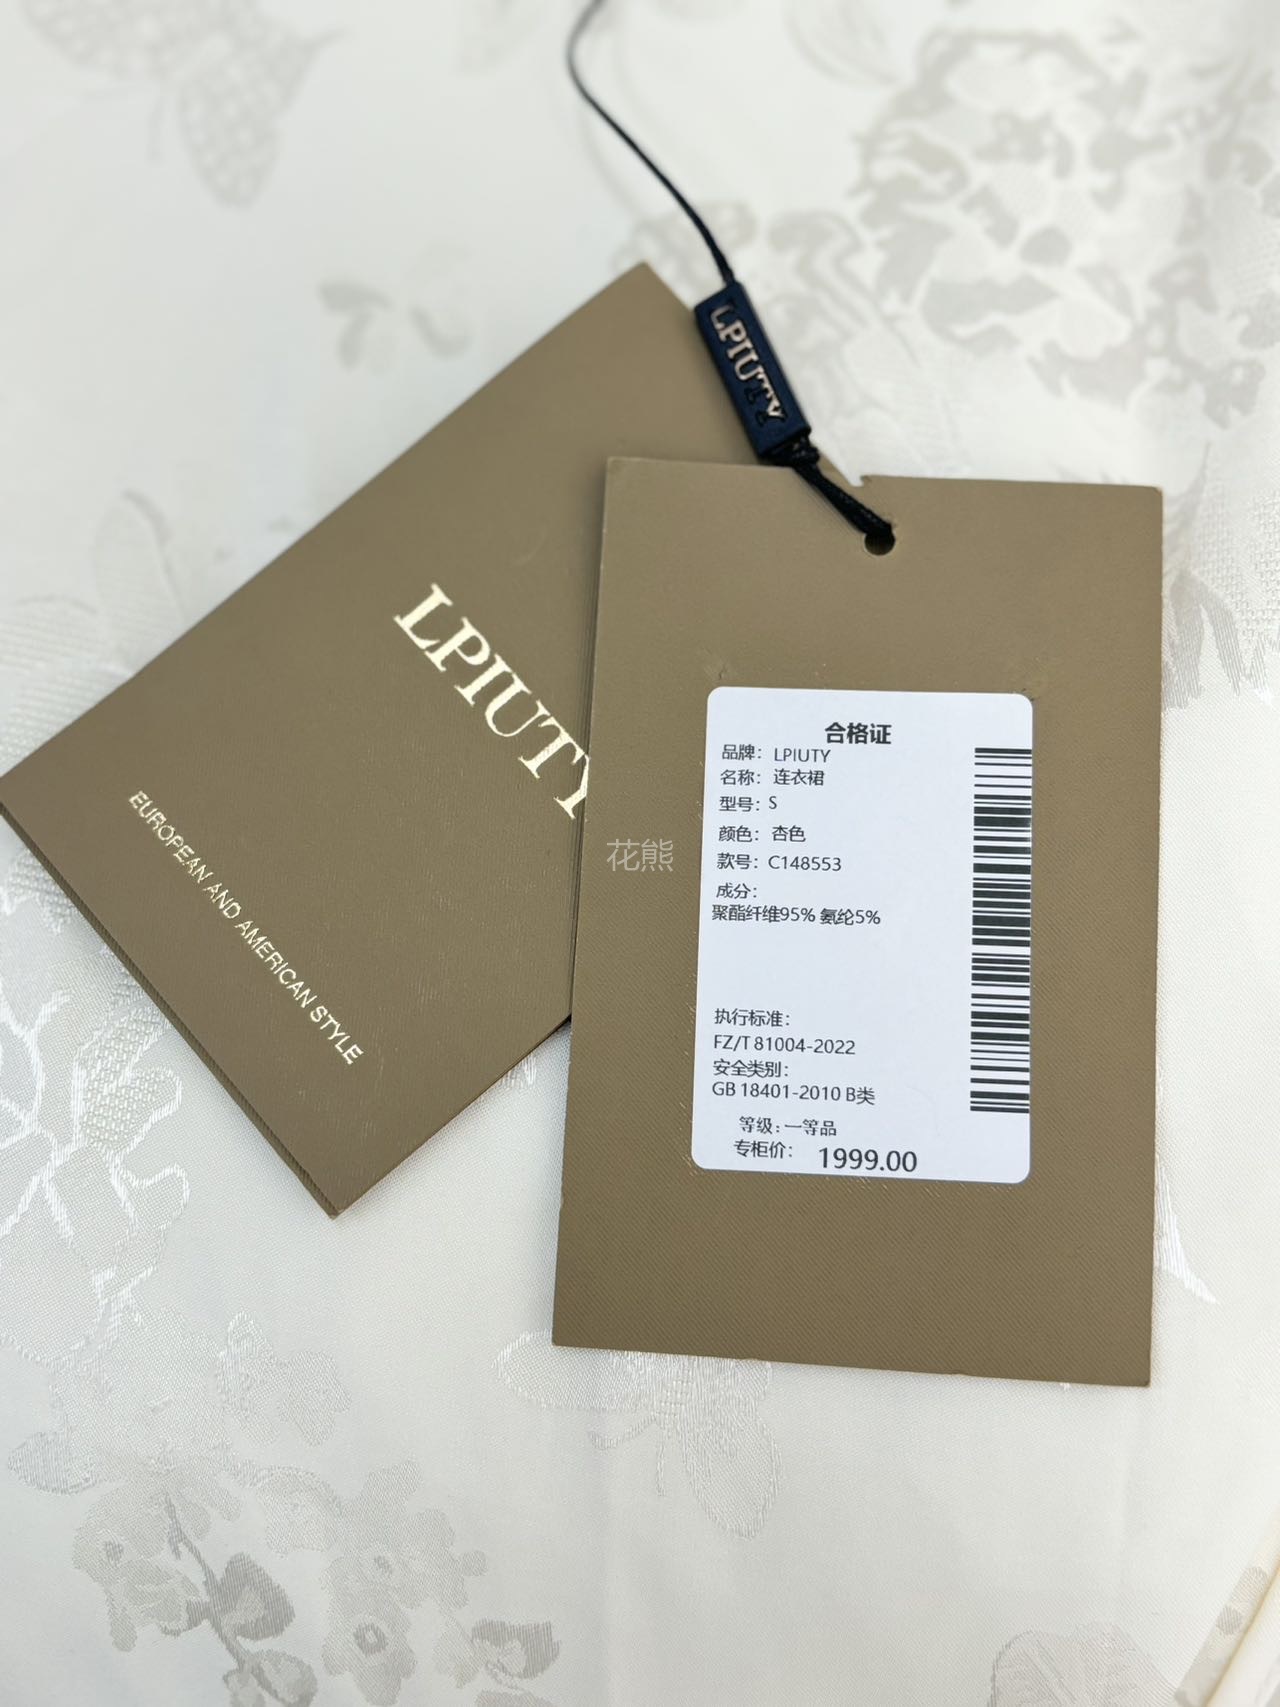 LPIUTY
LPIUTY
EUROPEAN AND AMERICAN STYLE
花熊
合格证
品牌: LPIUTY
名称: 连衣裙
型号: S
颜色: 杏色
款号: C148553
成分:
聚酯纤维95% 氨纶5%
执行标准:
FZ/T 81004-2022
安全类别:
GB 18401-2010 B类
等级:一等品
专柜价: 1999.00